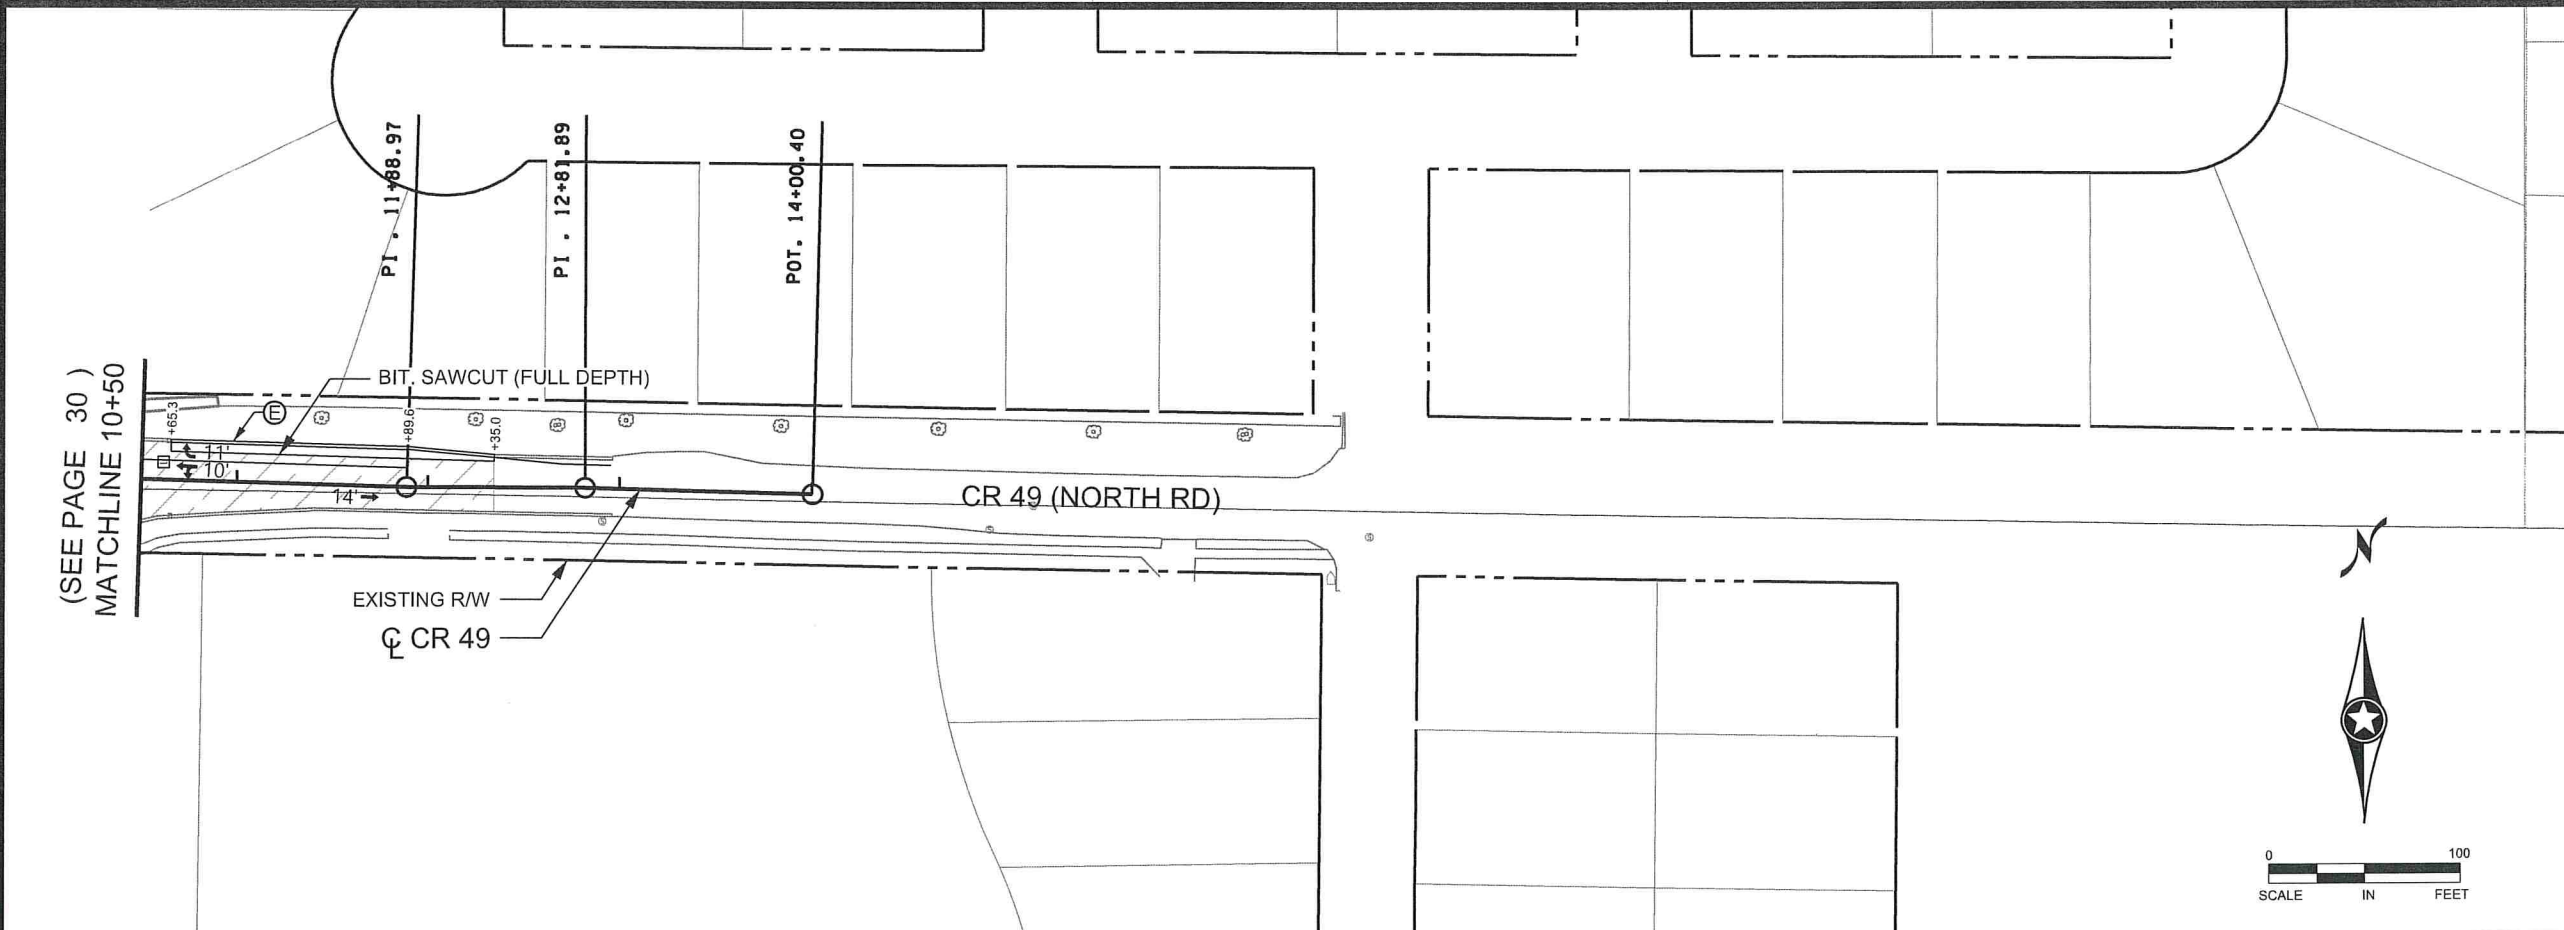 PI . 11+88.97
PI . 12+81.89
POT. 14+00.40
(SEE PAGE 30 )
MATCHLINE 10+50
BIT. SAWCUT (FULL DEPTH)
+65.3
E
+89.6
+35.0
11'
10'
14'
CR 49 (NORTH RD)
EXISTING R/W
℄ CR 49
N
0 100
SCALE IN FEET